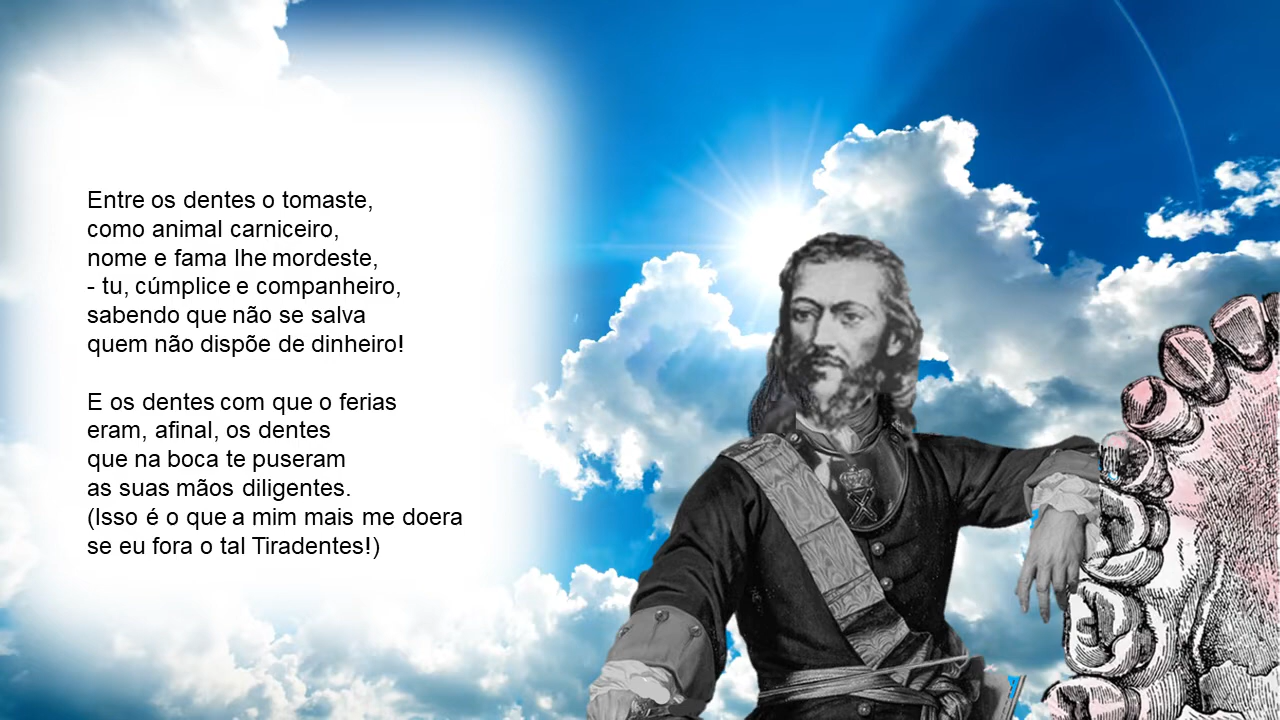 Entre os dentes o tomaste,
como animal carniceiro,
nome e fama lhe mordeste,
- tu, cúmplice e companheiro,
sabendo que não se salva
quem não dispõe de dinheiro!
E os dentes com que o ferias
eram, afinal, os dentes
que na boca te puseram
as suas mãos diligentes.
(Isso é o que a mim mais me doera
se eu fora o tal Tiradentes!)